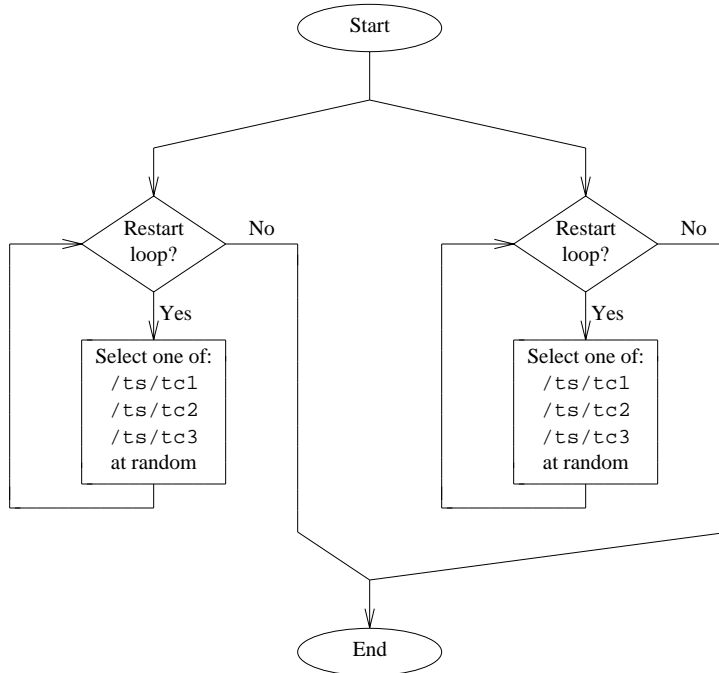 Start
Restart
loop?
No
Yes
Select one of:
/ts/tc1
/ts/tc2
/ts/tc3
at random
Restart
loop?
No
Yes
Select one of:
/ts/tc1
/ts/tc2
/ts/tc3
at random
End